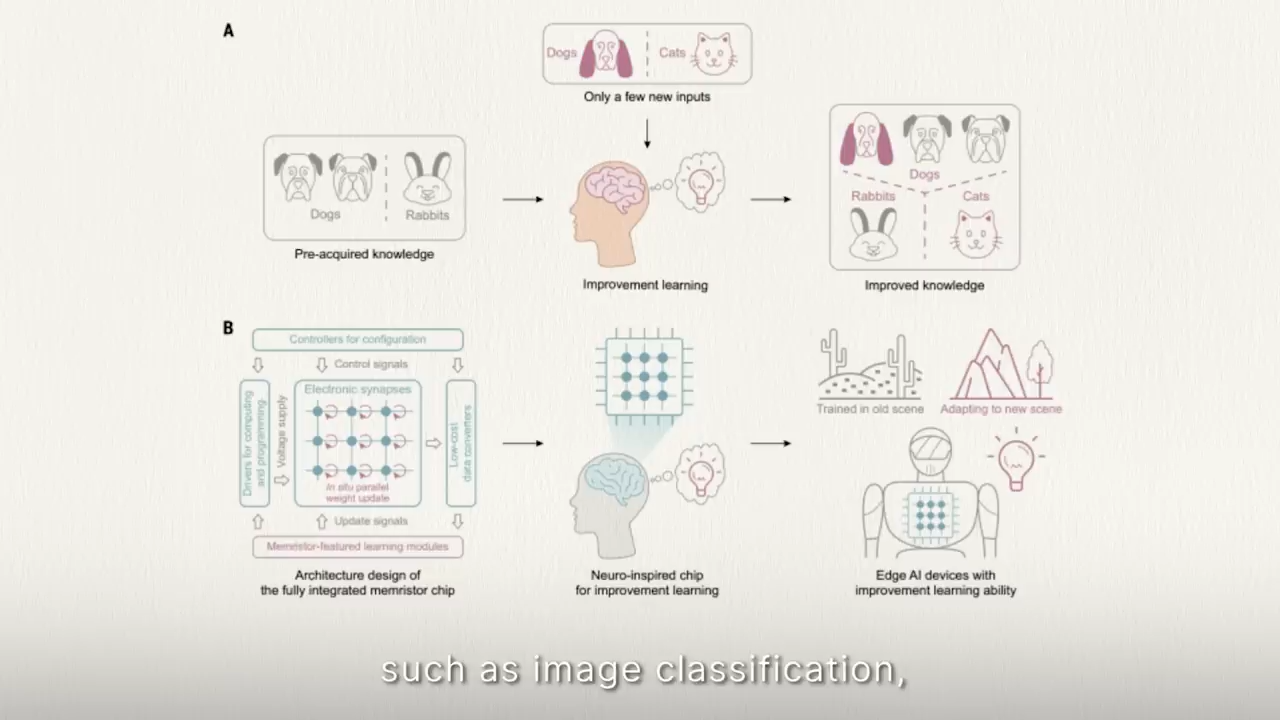 A
Dogs
Cats
Only a few new inputs
Dogs
Rabbits
Pre-acquired knowledge
Improvement learning
Dogs
Rabbits
Cats
Improved knowledge
B
Controllers for configuration
Control signals
Drivers for computing
and programming
Voltage supply
Electronic synapses
In situ parallel
weight update
Low-cost
data converters
Update signals
Memristor-featured learning modules
Architecture design of
the fully integrated memristor chip
Neuro-inspired chip
for improvement learning
Trained in old scene
Adapting to new scene
Edge AI devices with
improvement learning ability
such as image classification,